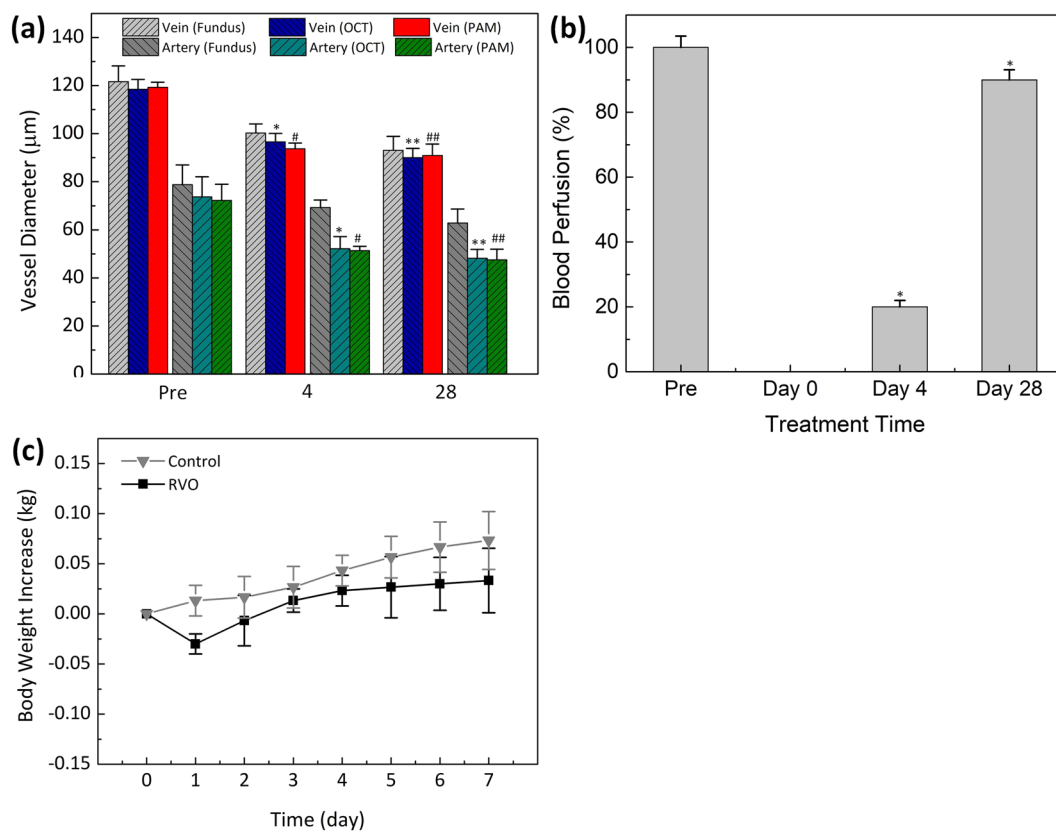 (a)
Vein (Fundus) Vein (OCT) Vein (PAM)
Artery (Fundus) Artery (OCT) Artery (PAM)
Vessel Diameter (μm)
140
120
100
80
60
40
20
0
* #
* #
** ##
** ##
Pre 4 28
(b)
Blood Perfusion (%)
100
80
60
40
20
0
*
*
Pre Day 0 Day 4 Day 28
Treatment Time
(c)
Control
RVO
Body Weight Increase (kg)
0.15
0.10
0.05
0.00
-0.05
-0.10
-0.15
0 1 2 3 4 5 6 7
Time (day)